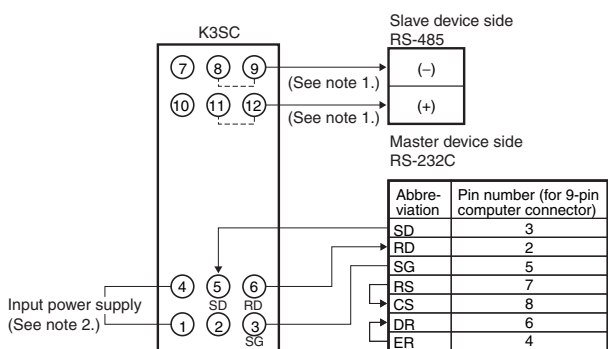 K3SC
Slave device side
RS-485
7 8 9
(−)
(See note 1.)
10 11 12
(+)
(See note 1.)
Master device side
RS-232C
Abbre-
viation
Pin number (for 9-pin
computer connector)
SD 3
RD 2
SG 5
RS 7
CS 8
DR 6
ER 4
4 5 6
SD RD
Input power supply
(See note 2.)
1 2 3
SG